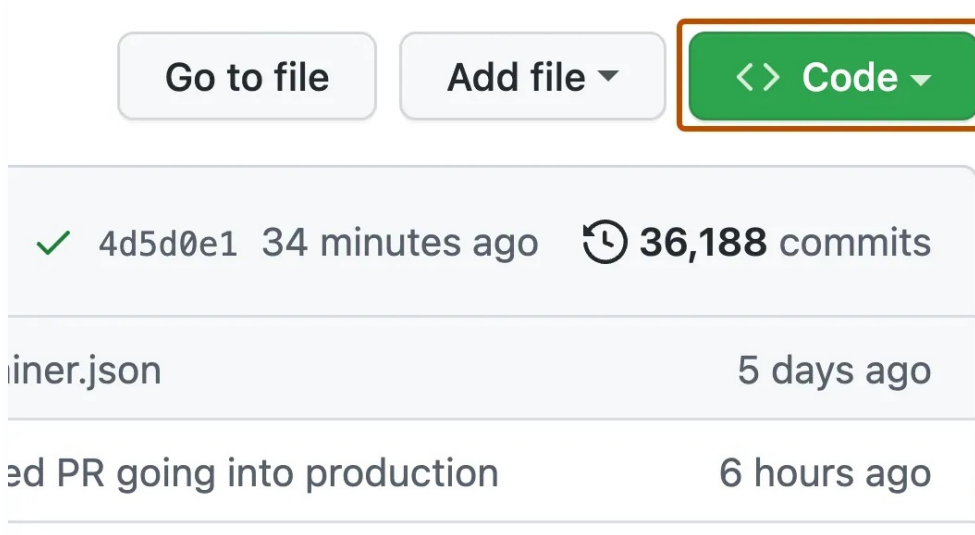 Go to file Add file Code
4d5d0e1 34 minutes ago 36,188 commits
iner.json 5 days ago
ed PR going into production 6 hours ago